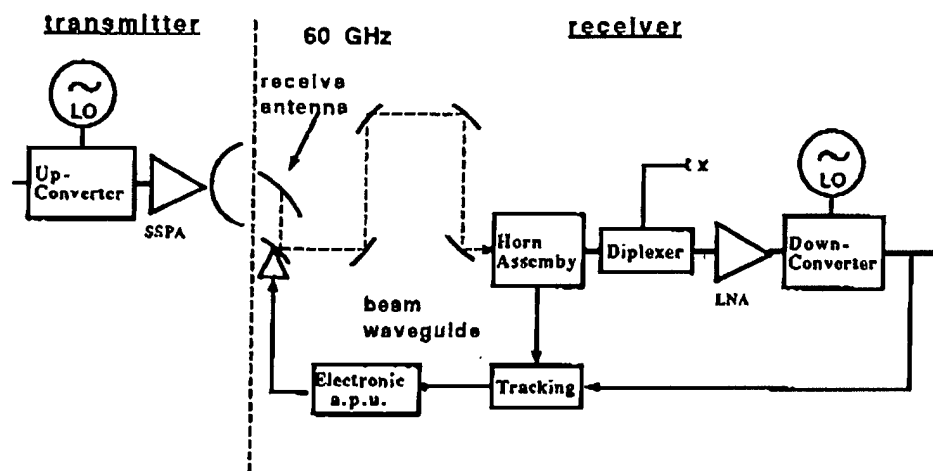 transmitter
60 GHz
receiver
LO
receive
antenna
Up-
Converter
SSPA
x
LO
Horn
Assemby
Diplexer
LNA
Down-
Converter
beam
waveguide
Electronic
a.p.u.
Tracking